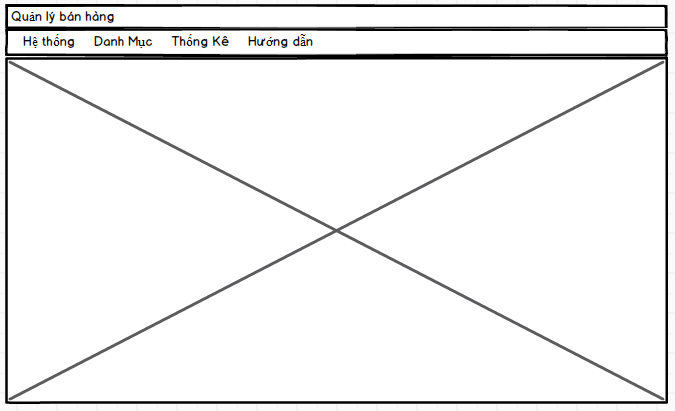 Quản lý bán hàng
Hệ thống Danh Mục Thống Kê Hướng dẫn